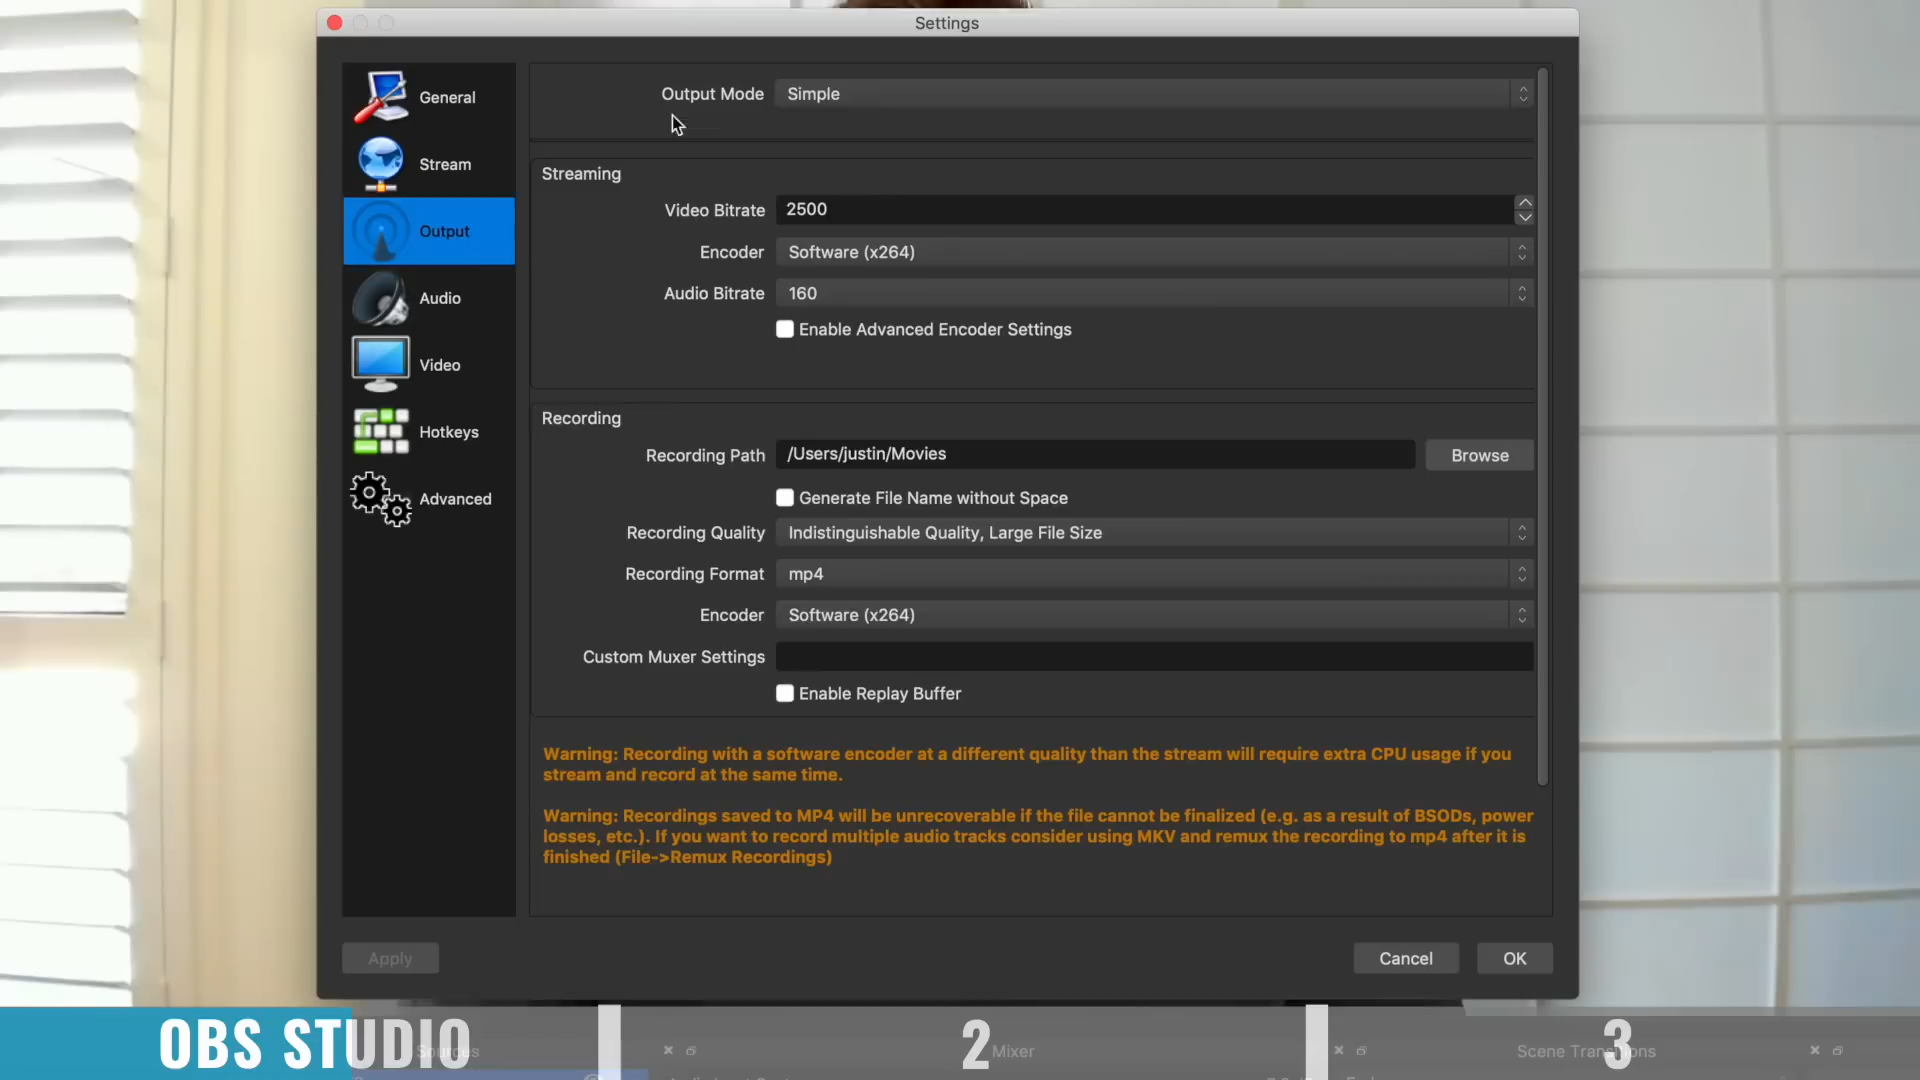 Settings
General
Stream
Output
Audio
Video
Hotkeys
Advanced
Output Mode Simple
Streaming
Video Bitrate 2500
Encoder Software (x264)
Audio Bitrate 160
Enable Advanced Encoder Settings
Recording
Recording Path /Users/justin/Movies Browse
Generate File Name without Space
Recording Quality Indistinguishable Quality, Large File Size
Recording Format mp4
Encoder Software (x264)
Custom Muxer Settings
Enable Replay Buffer
Warning: Recording with a software encoder at a different quality than the stream will require extra CPU usage if you
stream and record at the same time.
Warning: Recordings saved to MP4 will be unrecoverable if the file cannot be finalized (e.g. as a result of BSODs, power
losses, etc.). If you want to record multiple audio tracks consider using MKV and remux the recording to mp4 after it is
finished (File->Remux Recordings)
Apply Cancel OK
OBS STUDIO 2 3
Sources Mixer Scene Transitions